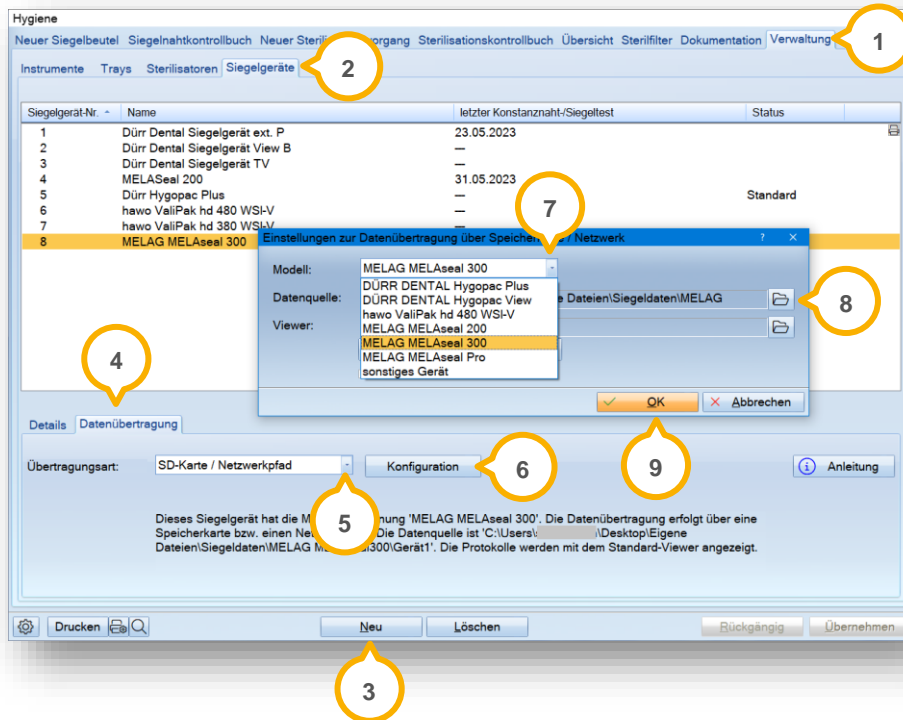 Hygiene
Neuer Siegelbeutel Siegelnahtkontrollbuch Neuer Sterili organg Sterilisationskontrollbuch Übersicht Sterilfilter Dokumentation Verwaltung
1
Instrumente Trays Sterilisatoren Siegelgeräte
2
Siegelgerät-Nr. Name letzter Konstanznaht-/Siegeltest Status
1 Dürr Dental Siegelgerät ext. P 23.05.2023
2 Dürr Dental Siegelgerät View B —
3 Dürr Dental Siegelgerät TV —
4 MELASeal 200 31.05.2023
5 Dürr Hygopac Plus — Standard
6 hawo ValiPak hd 480 WSI-V —
7 hawo ValiPak hd 380 WSI-V
8 MELAG MELAseal 300
7
Einstellungen zur Datenübertragung über Speicher / Netzwerk ? ×
Modell: MELAG MELAseal 300
DÜRR DENTAL Hygopac Plus
Datenquelle: DÜRR DENTAL Hygopac View e Dateien\Siegeldaten\MELAG
8
hawo ValiPak hd 480 WSI-V
Viewer: MELAG MELAseal 200
MELAG MELAseal 300
MELAG MELAseal Pro
sonstiges Gerät
OK Abbrechen
4
9
Details Datenübertragung
Übertragungsart: SD-Karte / Netzwerkpfad Konfiguration Anleitung
5
6
Dieses Siegelgerät hat die M nung 'MELAG MELAseal 300'. Die Datenübertragung erfolgt über eine
Speicherkarte bzw. einen Net Die Datenquelle ist 'C:\Users\ \Desktop\Eigene
Dateien\Siegeldaten\MELAG M al300\Gerät1'. Die Protokolle werden mit dem Standard-Viewer angezeigt.
Drucken Neu Löschen Rückgängig Übernehmen
3